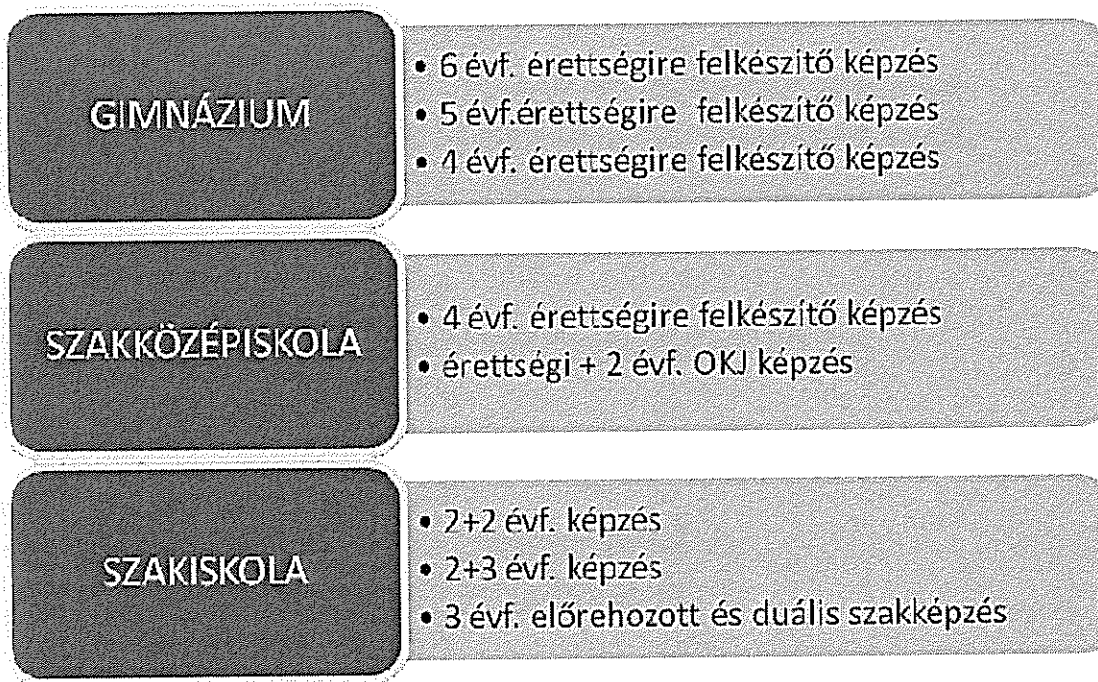 GIMNÁZIUM
• 6 évf. érettségire felkészítő képzés
• 5 évf.érettségire felkészítő képzés
• 4 évf. érettségire felkészítő képzés
SZAKKÖZÉPISKOLA
• 4 évf. érettségire felkészítő képzés
• érettségi + 2 évf. OKJ képzés
SZAKISKOLA
• 2+2 évf. képzés
• 2+3 évf. képzés
• 3 évf. előrehozott és duális szakképzés